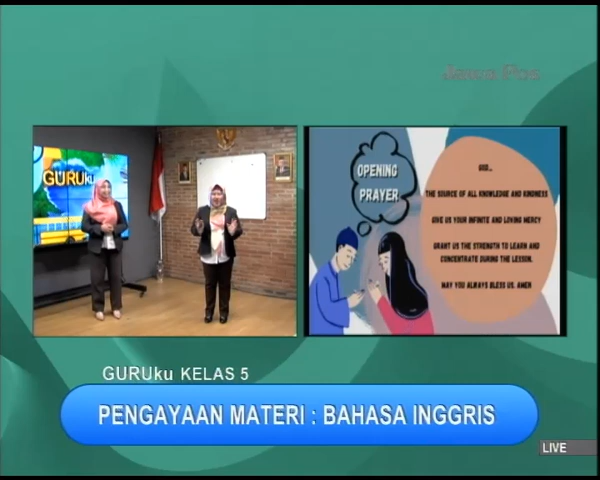 Jawa Pos
GURUku
OPENING
PRAYER
GOD...
THE SOURCE OF ALL KNOWLEDGE AND KINDNESS
GIVE US YOUR INFINITE AND LOVING MERCY
GRANT US THE STRENGTH TO LEARN AND
CONCENTRATE DURING THE LESSON.
MAY YOU ALWAYS BLESS US. AMEN
GURUku KELAS 5
PENGAYAAN MATERI : BAHASA INGGRIS
LIVE